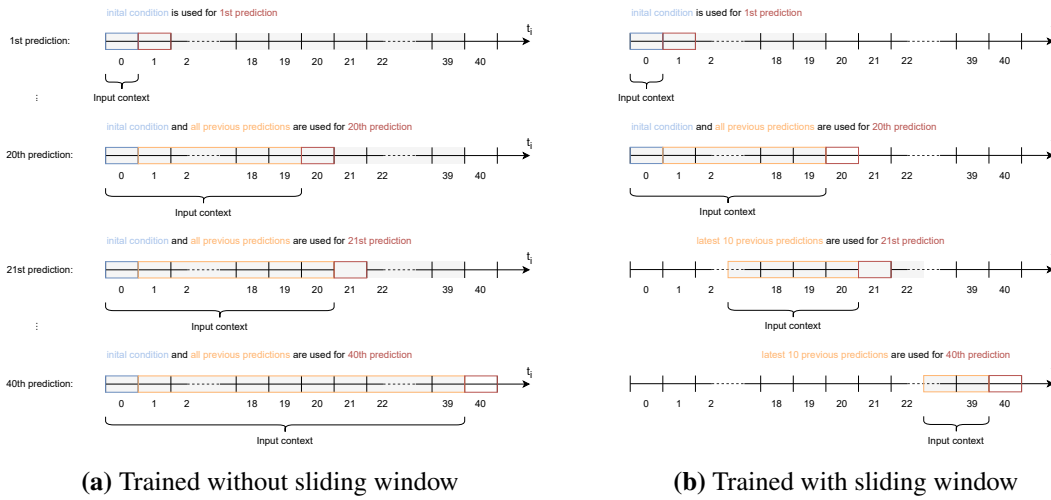 inital condition is used for 1st prediction
t_i
1st prediction:
0 1 2 18 19 20 21 22 39 40
Input context
⋮
inital condition and all previous predictions are used for 20th prediction
t_i
20th prediction:
0 1 2 18 19 20 21 22 39 40
Input context
inital condition and all previous predictions are used for 21st prediction
t_i
21st prediction:
0 1 2 18 19 20 21 22 39 40
Input context
⋮
inital condition and all previous predictions are used for 40th prediction
t_i
40th prediction:
0 1 2 18 19 20 21 22 39 40
Input context
(a) Trained without sliding window
inital condition is used for 1st prediction
0 1 2 18 19 20 21 22 39 40
Input context
inital condition and all previous predictions are used for 20th prediction
0 1 2 18 19 20 21 22 39 40
Input context
latest 10 previous predictions are used for 21st prediction
0 1 2 18 19 20 21 22 39 40
Input context
latest 10 previous predictions are used for 40th prediction
0 1 2 18 19 20 21 22 39 40
Input context
(b) Trained with sliding window